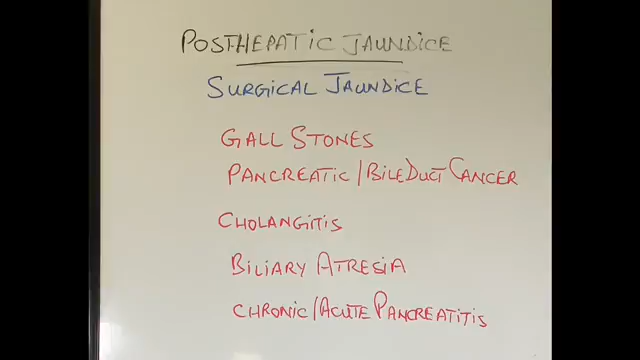 POSTHEPATIC JAUNDICE
SURGICAL JAUNDICE
GALL STONES
PANCREATIC/BILE DUCT CANCER
CHOLANGITIS
BILIARY ATRESIA
CHRONIC/ACUTE PANCREATITIS